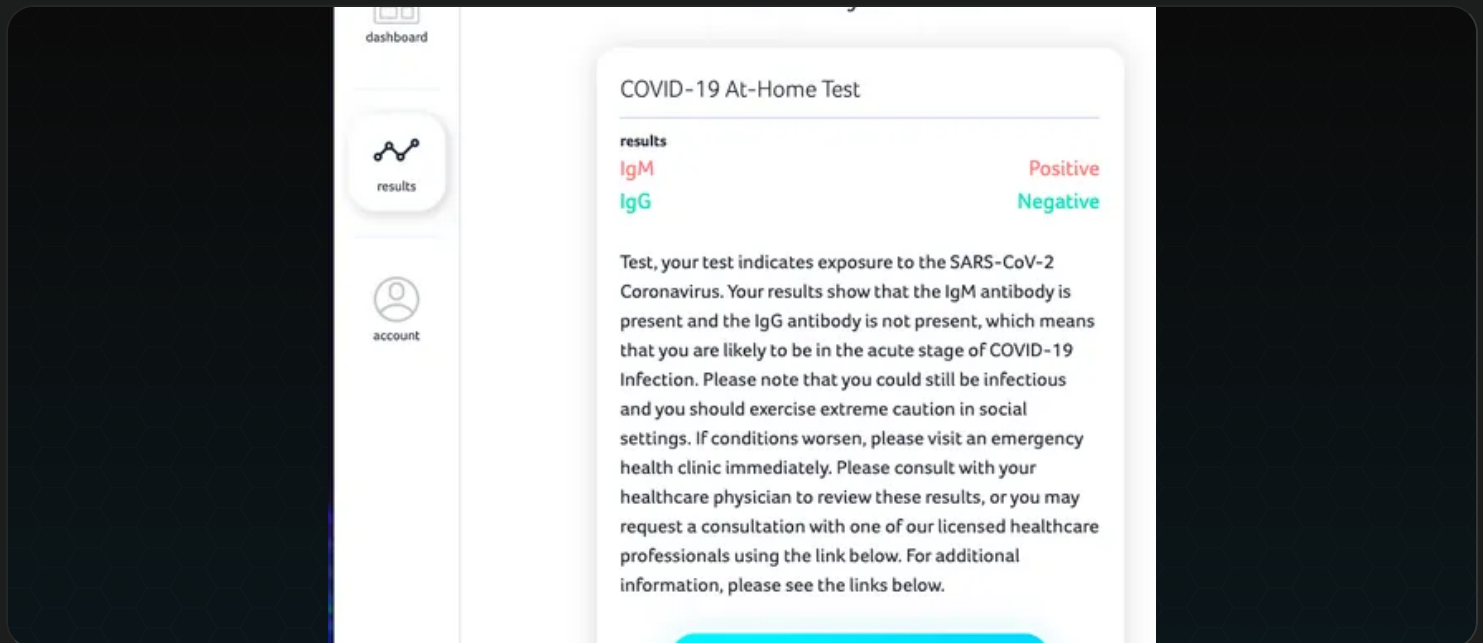 dashboard
results
account
COVID-19 At-Home Test
results
IgM Positive
IgG Negative
Test, your test indicates exposure to the SARS-CoV-2
Coronavirus. Your results show that the IgM antibody is
present and the IgG antibody is not present, which means
that you are likely to be in the acute stage of COVID-19
Infection. Please note that you could still be infectious
and you should exercise extreme caution in social
settings. If conditions worsen, please visit an emergency
health clinic immediately. Please consult with your
healthcare physician to review these results, or you may
request a consultation with one of our licensed healthcare
professionals using the link below. For additional
information, please see the links below.